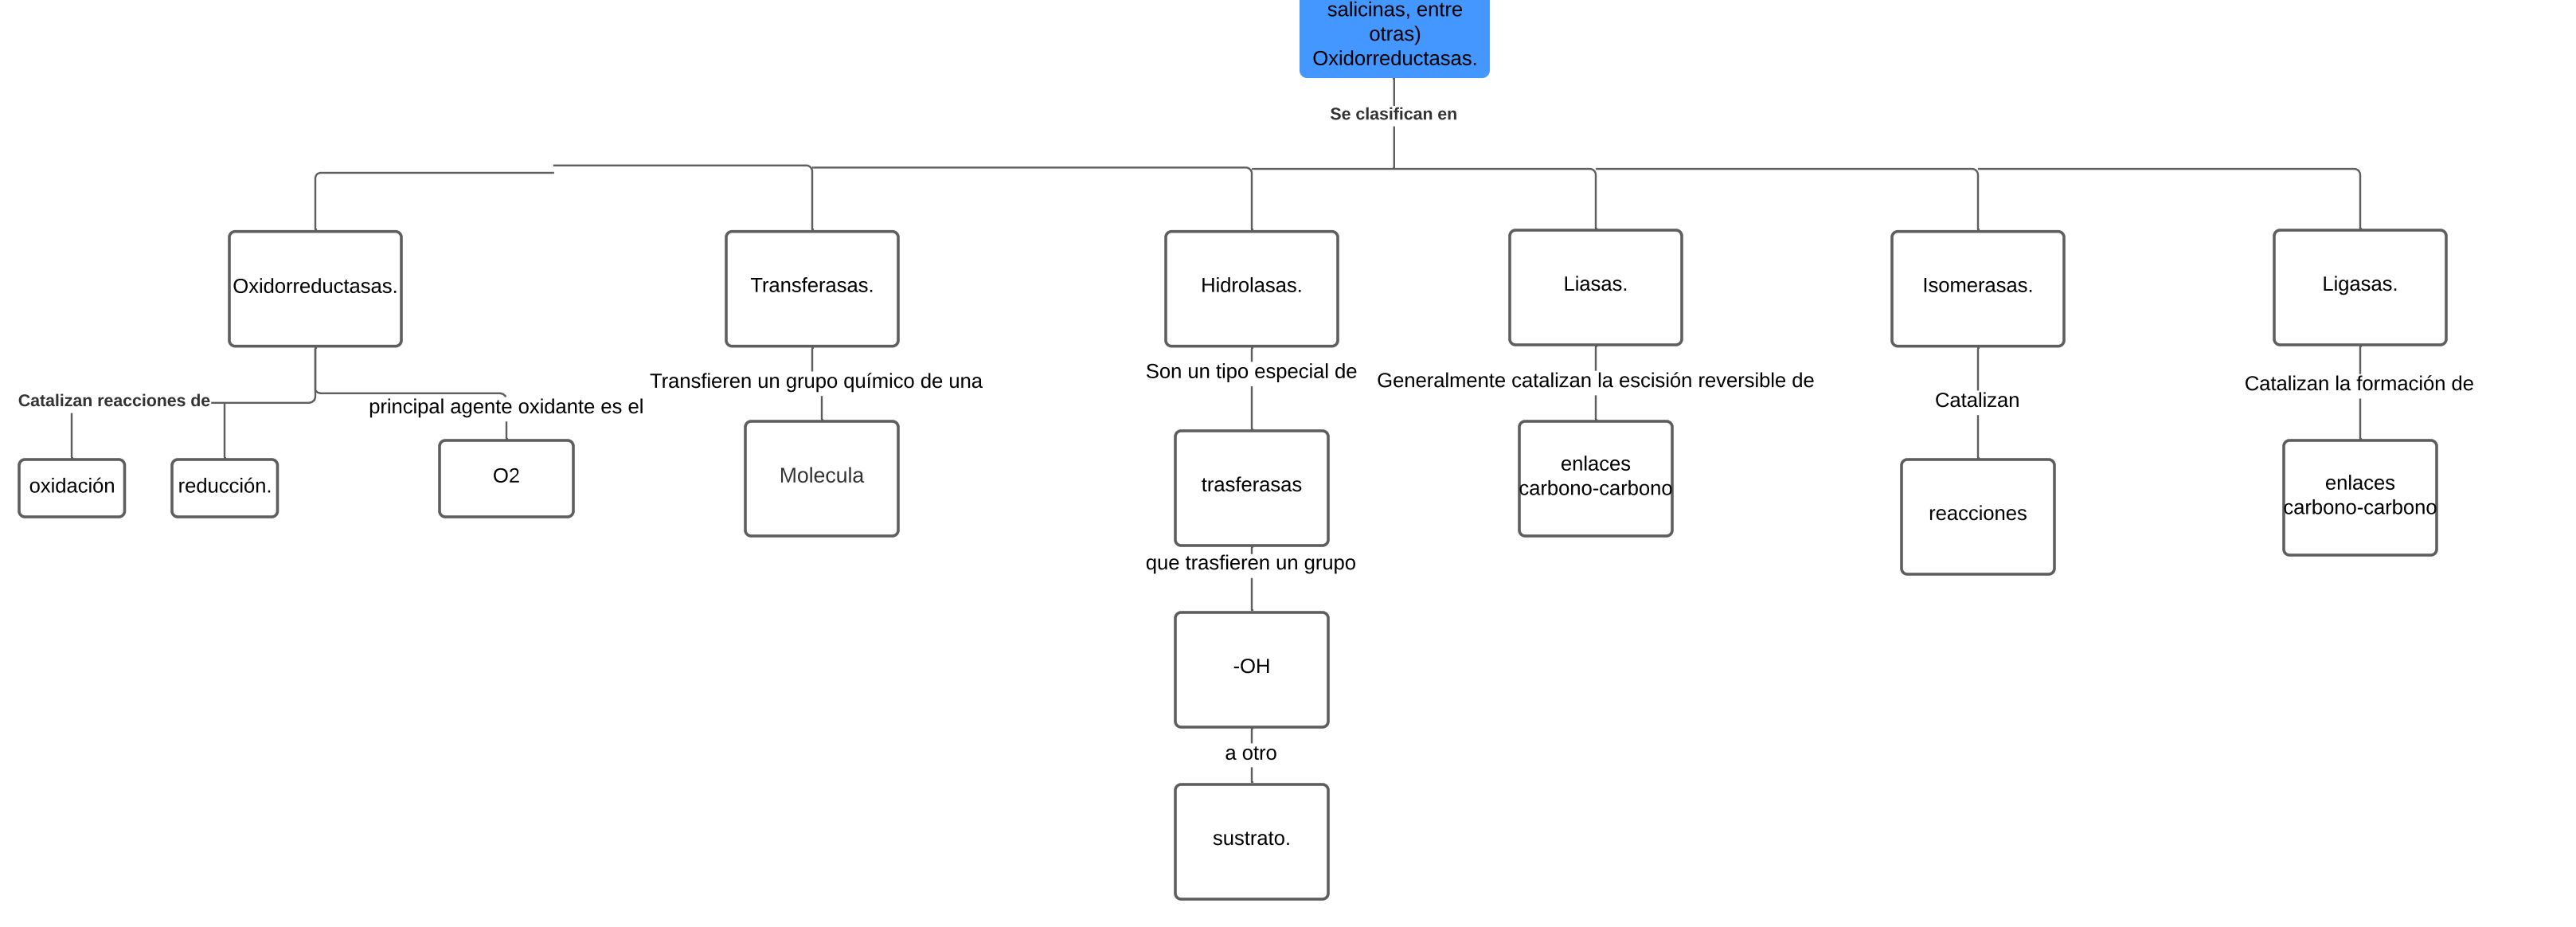 salicinas, entre
otras)
Oxidorreductasas.
Se clasifican en
Oxidorreductasas.
Transferasas.
Hidrolasas.
Liasas.
Isomerasas.
Ligasas.
Catalizan reacciones de
principal agente oxidante es el
Transfieren un grupo químico de una
Son un tipo especial de
Generalmente catalizan la escisión reversible de
Catalizan
Catalizan la formación de
oxidación
reducción.
O2
Molecula
trasferasas
enlaces
carbono-carbono
reacciones
enlaces
carbono-carbono
que trasfieren un grupo
-OH
a otro
sustrato.